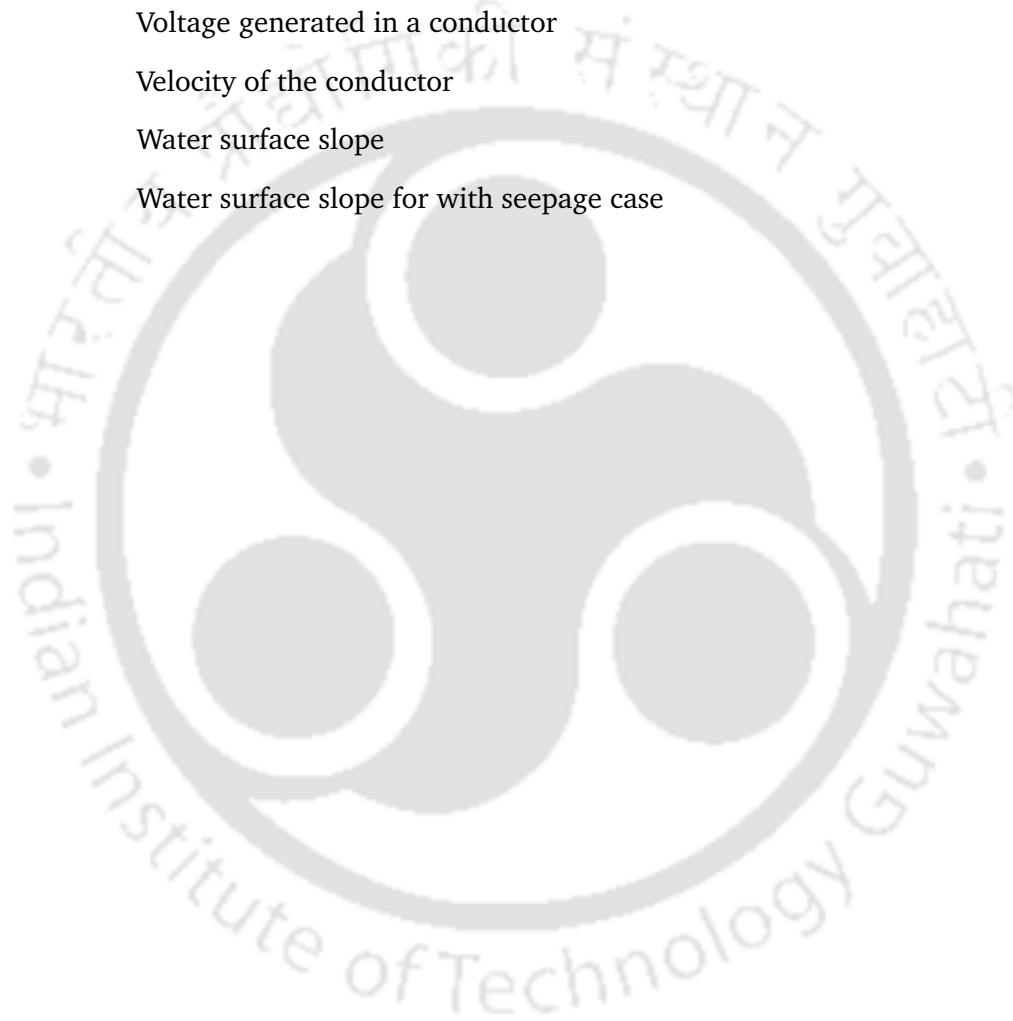 Voltage generated in a conductor
Velocity of the conductor
Water surface slope
Water surface slope for with seepage case
भारतीय प्रौद्योगिकी संस्थान गुवाहाटी
Indian Institute of Technology Guwahati